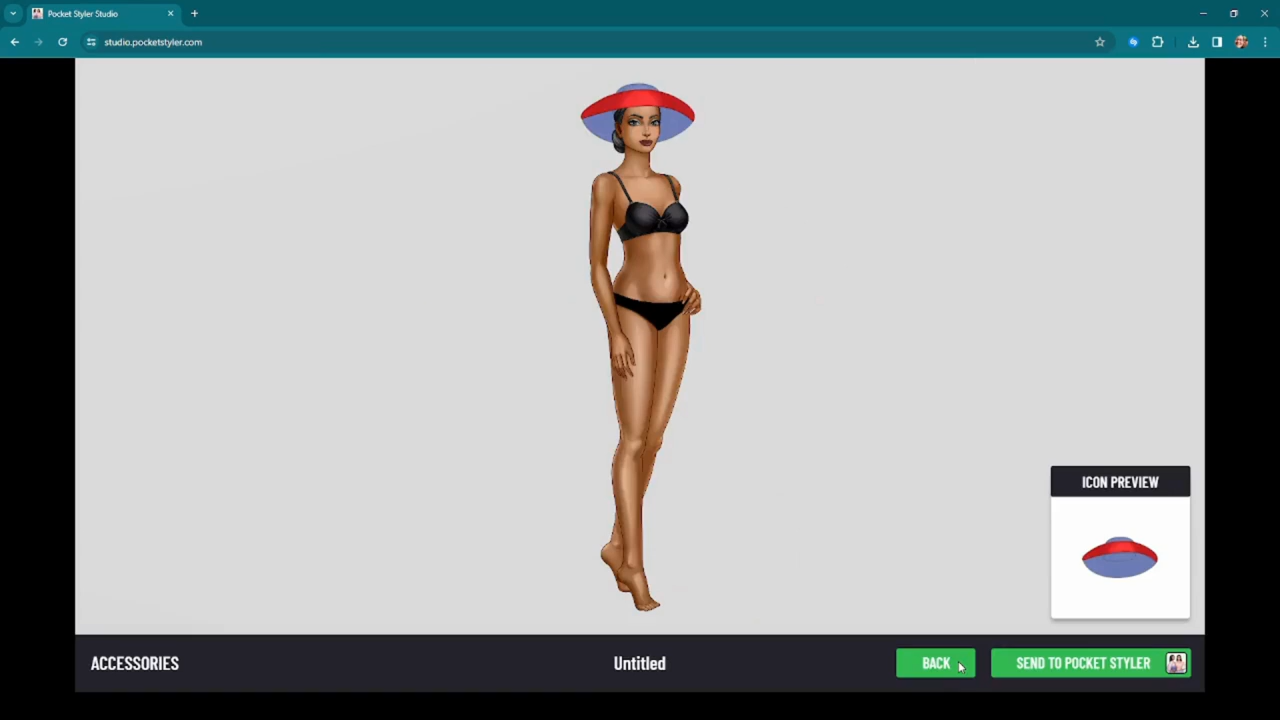 Pocket Styler Studio
studio.pocketstyler.com
ICON PREVIEW
ACCESSORIES
Untitled
BACK
SEND TO POCKET STYLER